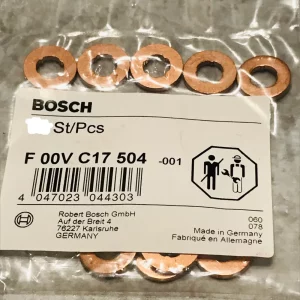 BOSCH
St/Pcs
F 00V C17 504 -001
4 047023 044303
Robert Bosch GmbH
Auf der Breit 4
76227 Karlsruhe
GERMANY
060
078
Made in Germany
Fabriqué en Allemagne